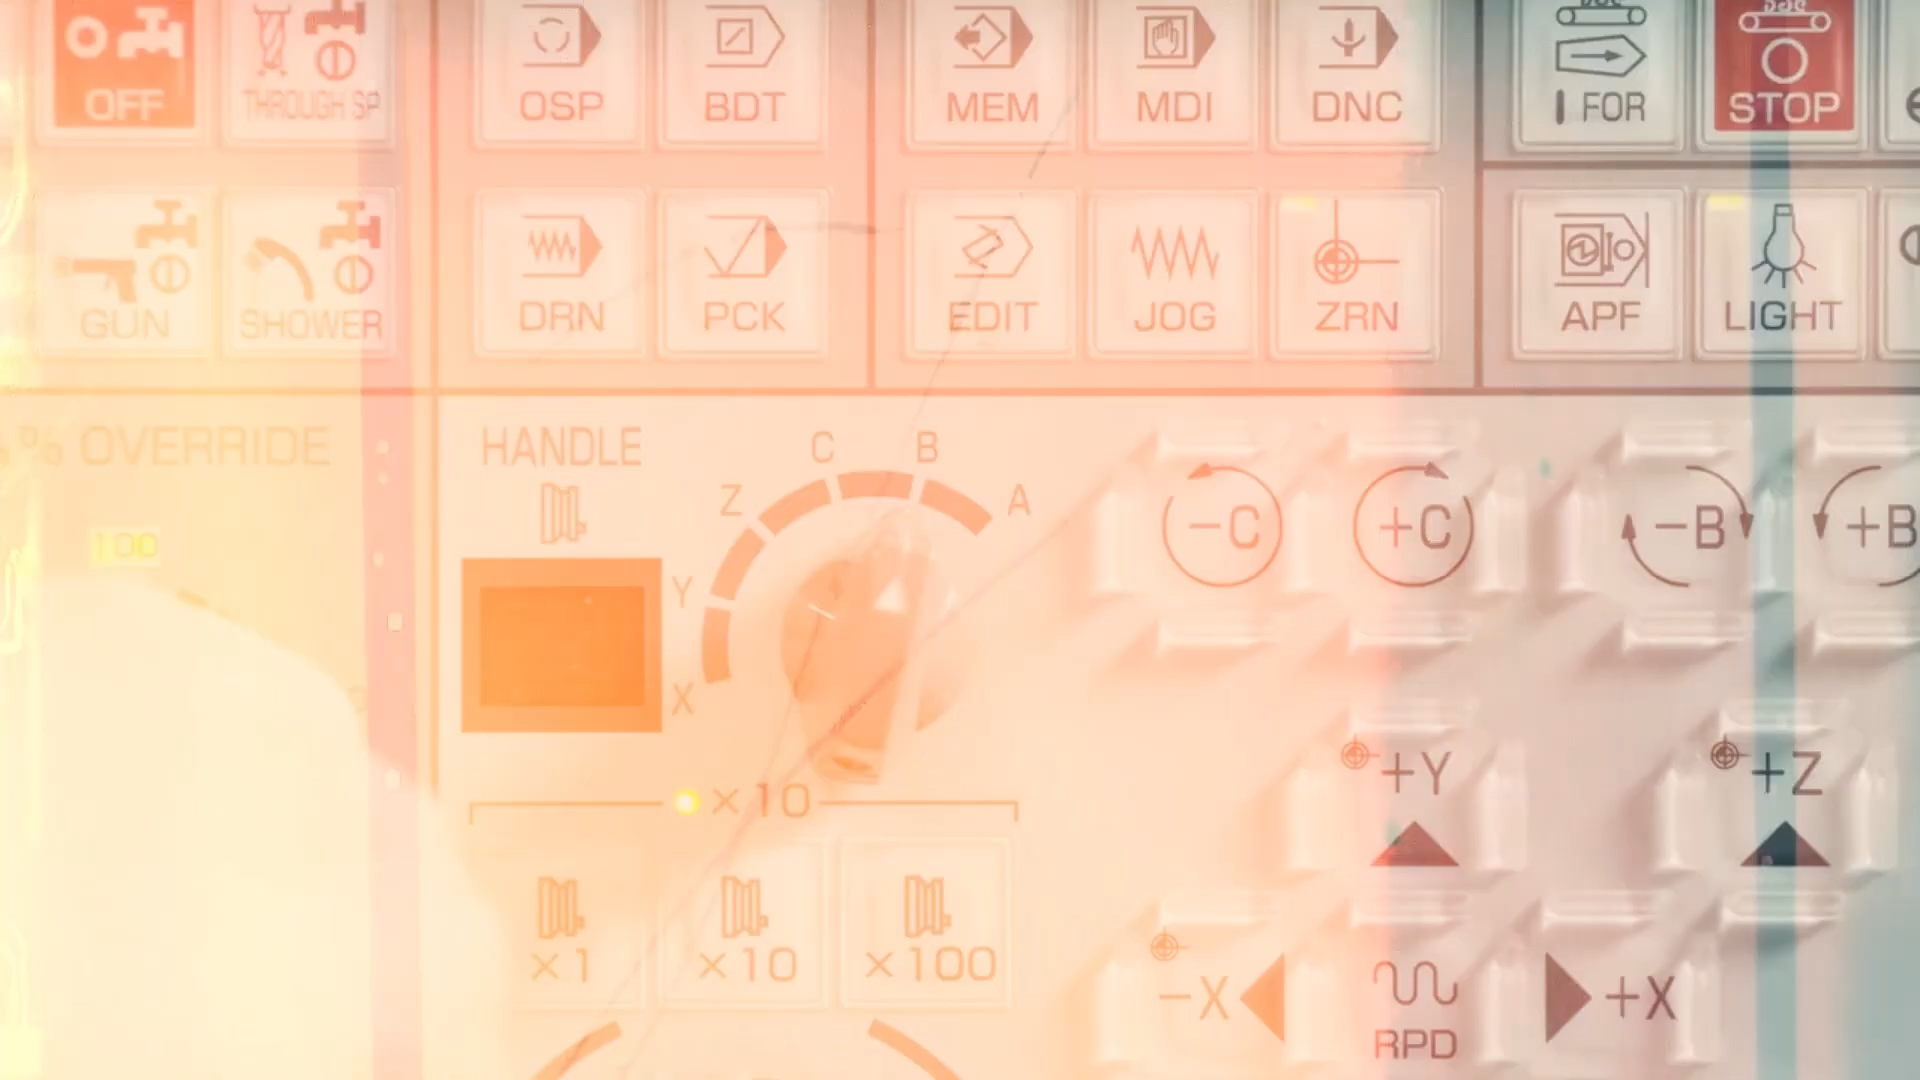 OFF THROUGH SP OSP BDT MEM MDI DNC FOR STOP
GUN SHOWER DRN PCK EDIT JOG ZRN APF LIGHT
% OVERRIDE
100
HANDLE
X Y Z C B A
×10
×1 ×10 ×100
−C +C −B +B
+Y +Z
−X RPD +X